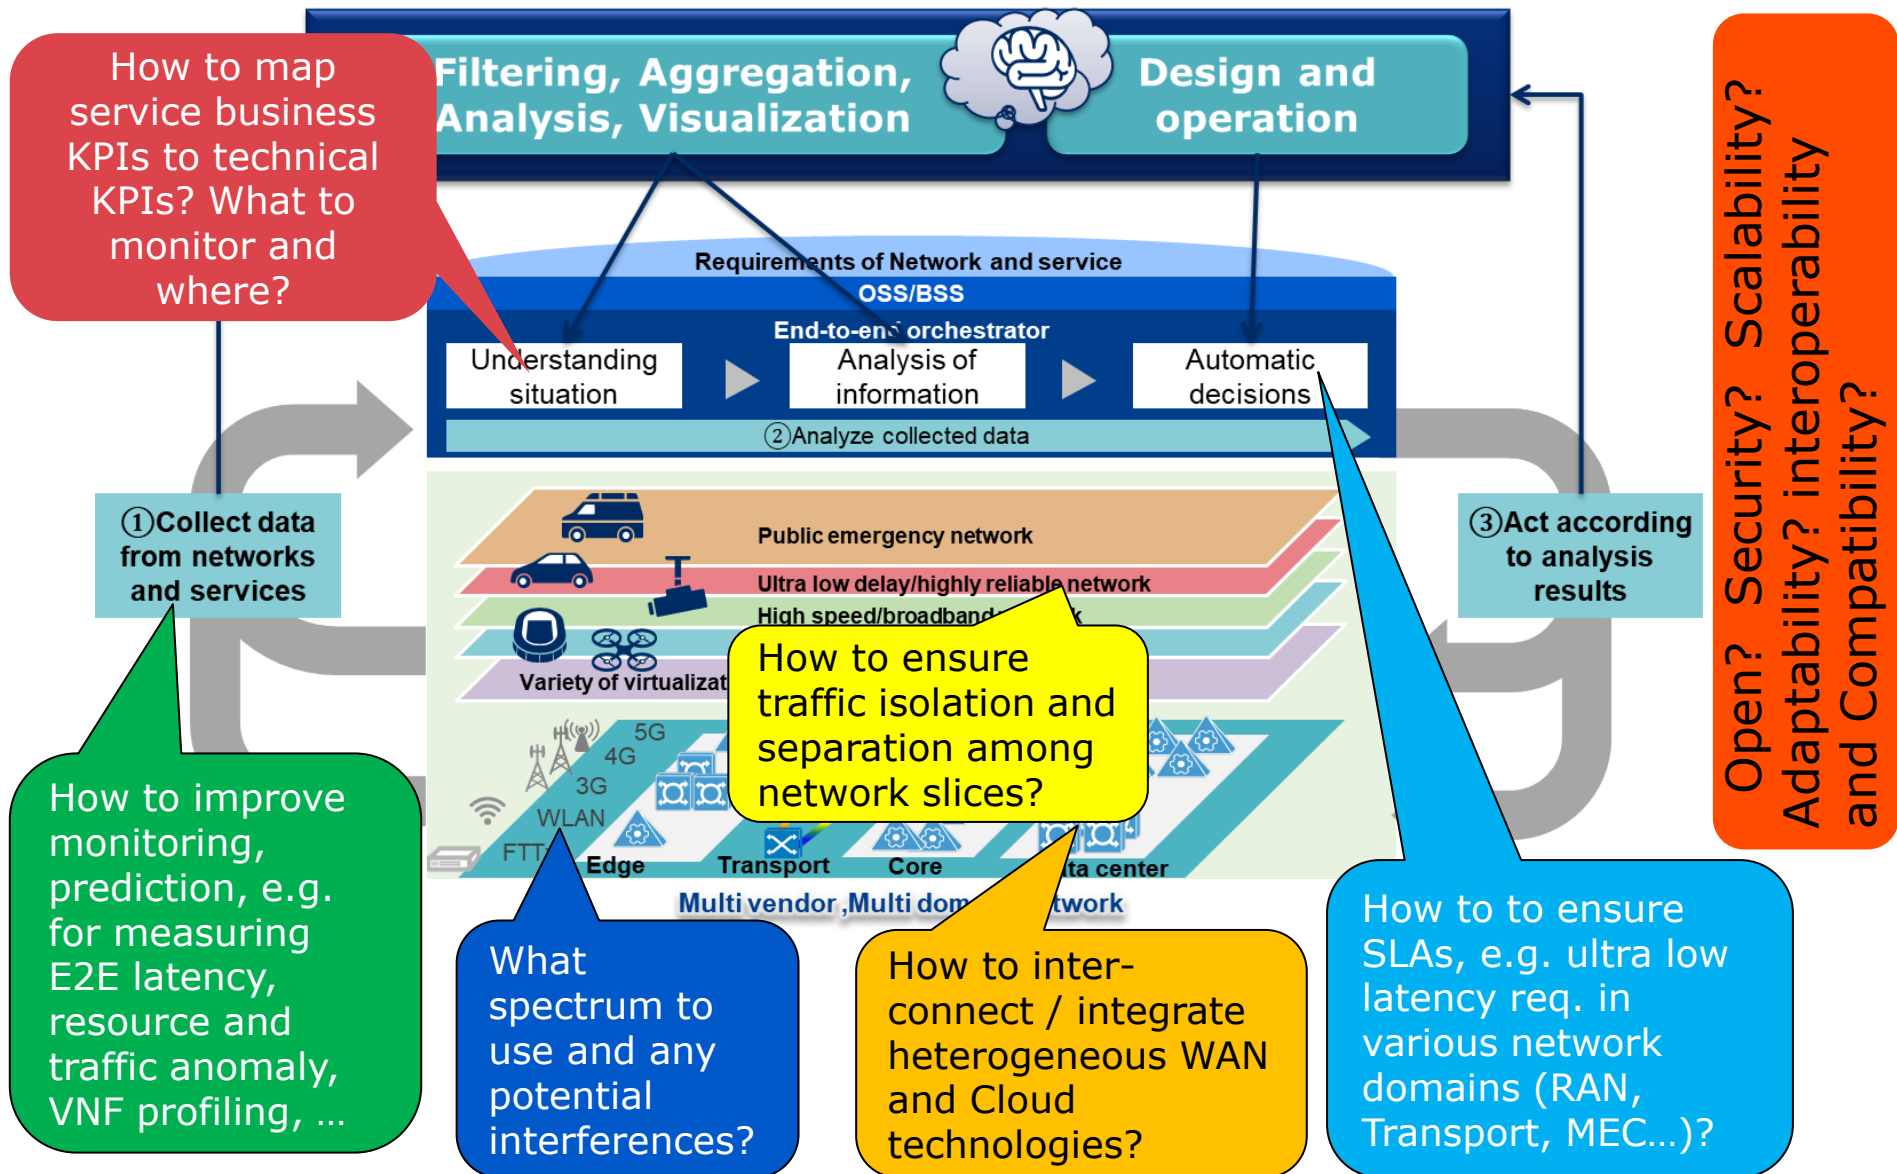 Filtering, Aggregation,
Analysis, Visualization
Design and
operation
How to map
service business
KPIs to technical
KPIs? What to
monitor and
where?
Requirements of Network and service
OSS/BSS
End-to-end orchestrator
Understanding
situation
Analysis of
information
Automatic
decisions
②Analyze collected data
①Collect data
from networks
and services
③Act according
to analysis
results
Public emergency network
Ultra low delay/highly reliable network
High speed/broadband
Variety of
How to ensure
traffic isolation and
separation among
network slices?
5G
4G
3G
WLAN
Edge
Transport
Core
center
Multi vendor ,Multi
How to improve
monitoring,
prediction, e.g.
for measuring
E2E latency,
resource and
traffic anomaly,
VNF profiling, ...
What
spectrum to
use and any
potential
interferences?
How to inter-
connect / integrate
heterogeneous WAN
and Cloud
technologies?
How to to ensure
SLAs, e.g. ultra low
latency req. in
various network
domains (RAN,
Transport, MEC...)?
Open? Security? Scalability?
Adaptability? interoperability
and Compatibility?